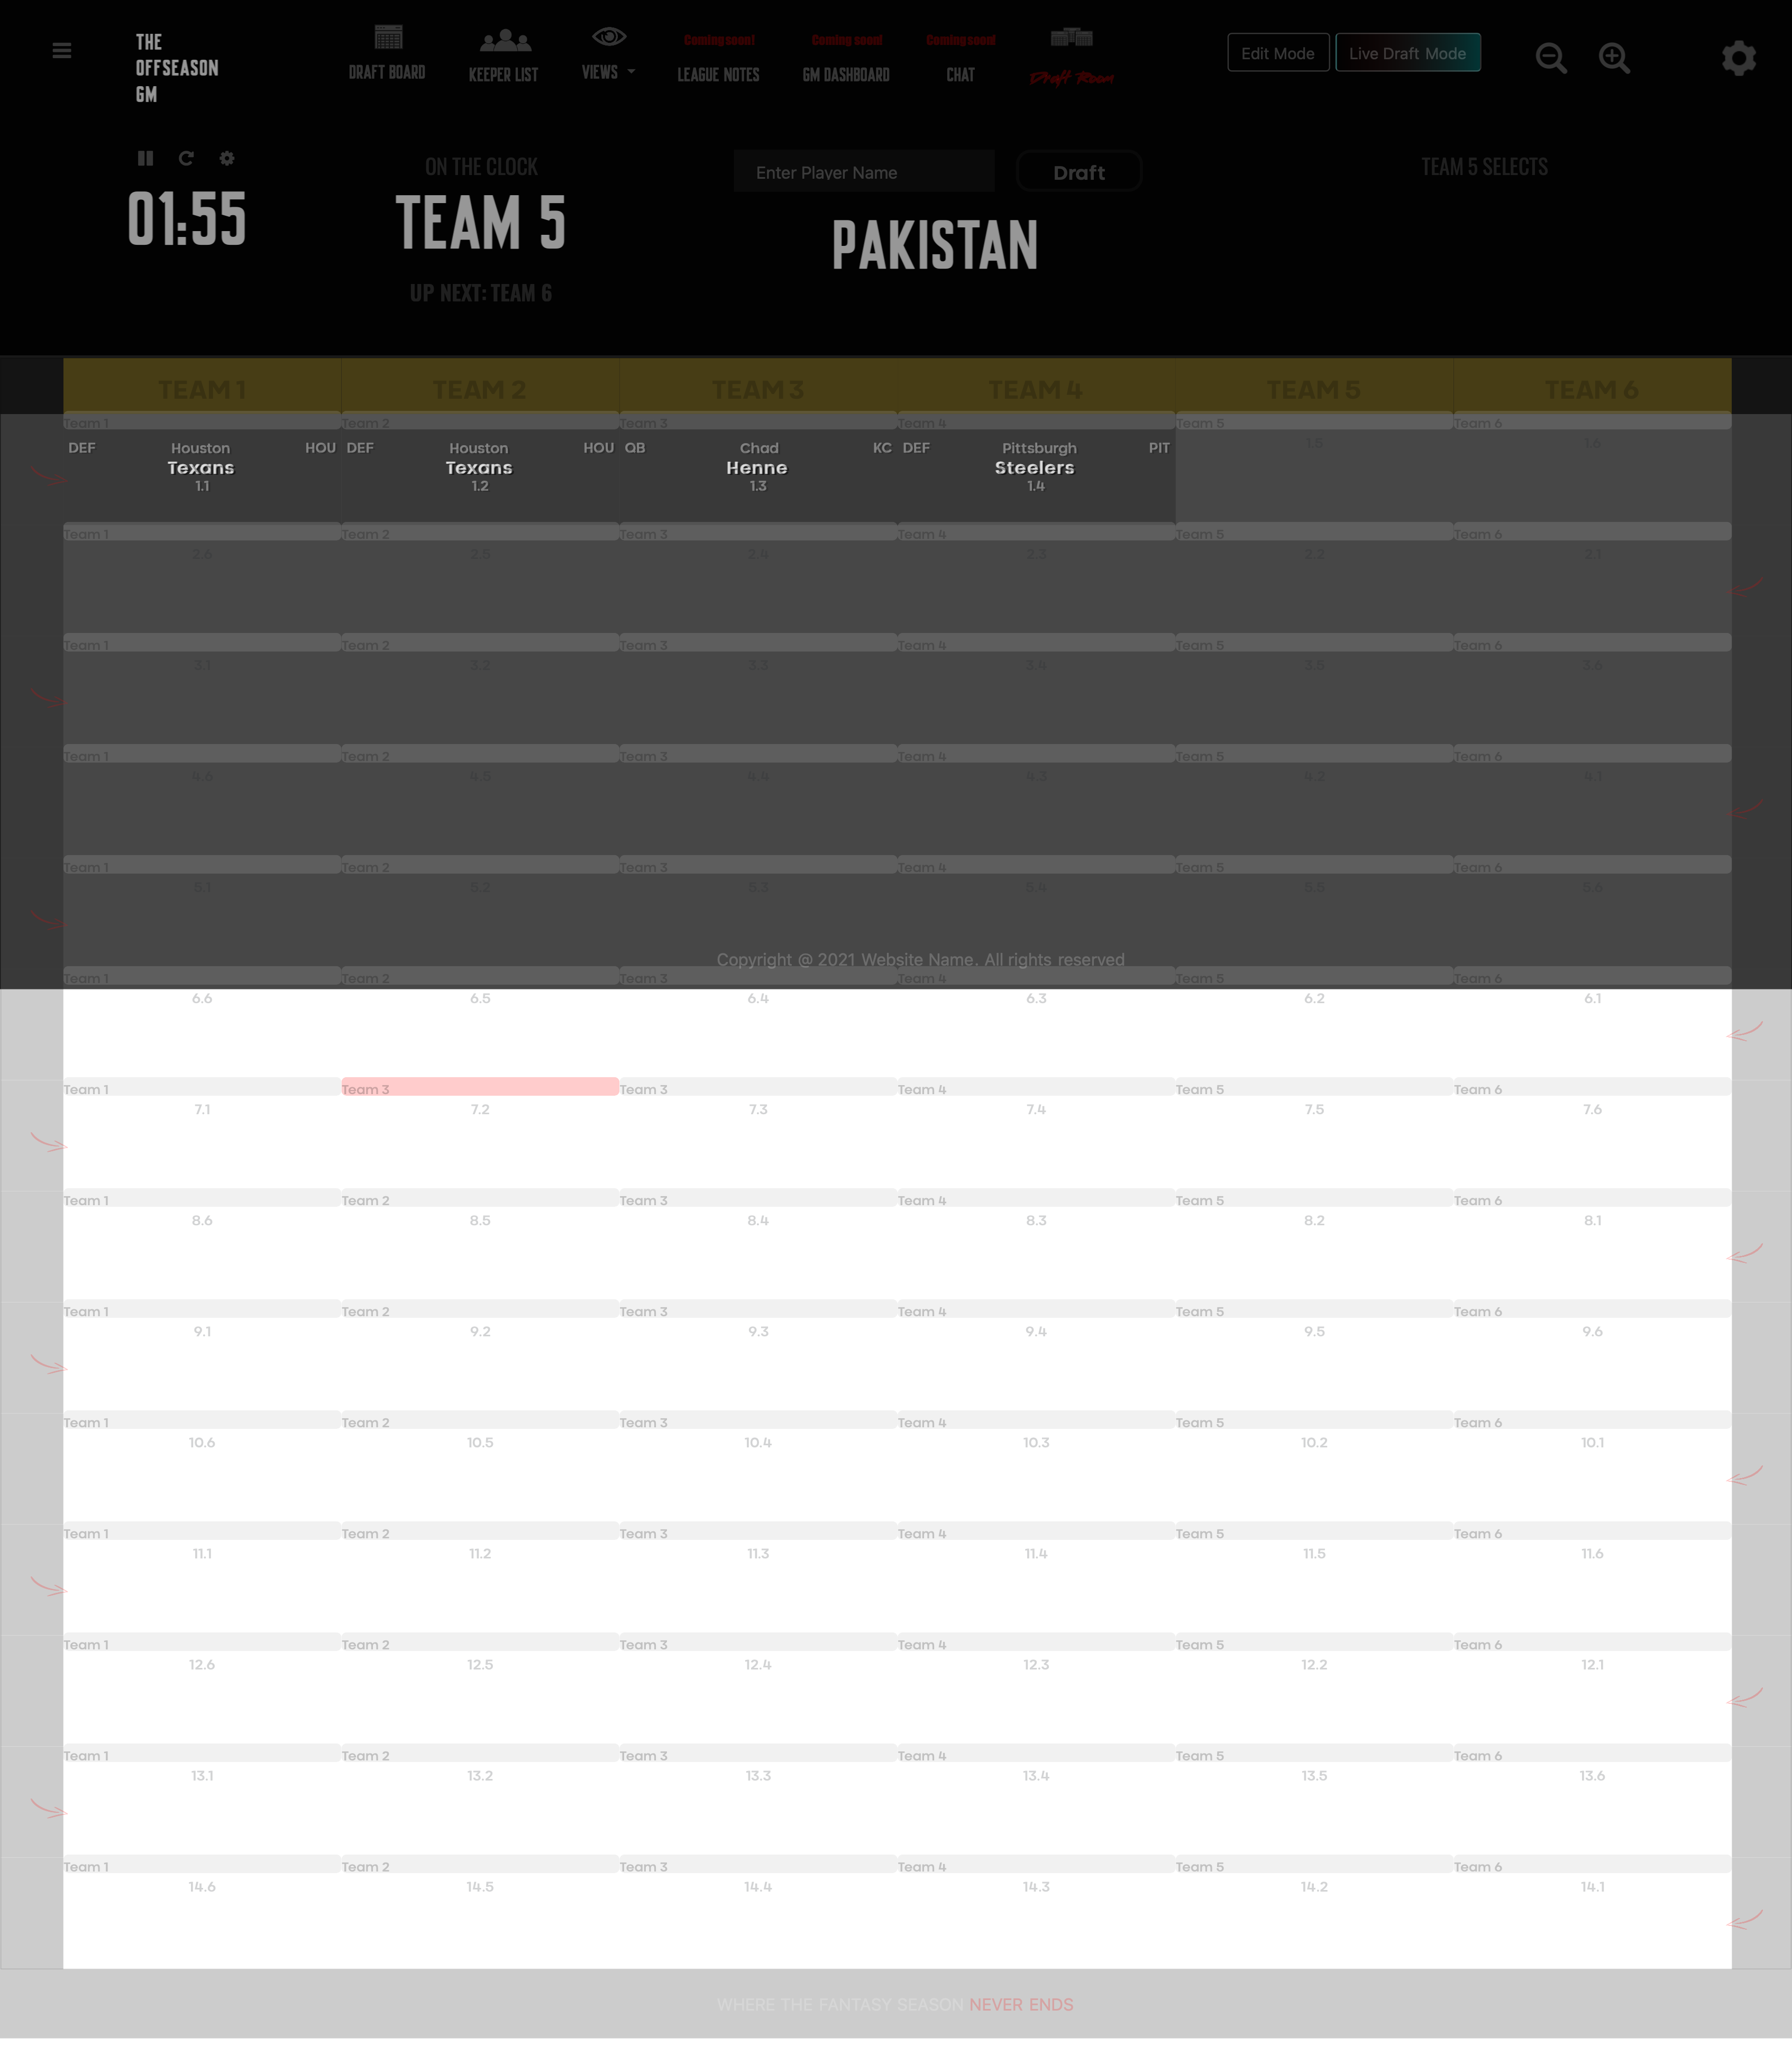 THE
OFFSEASON
GM
DRAFT BOARD
KEEPER LIST
VIEWS
Coming soon!
LEAGUE NOTES
Coming soon!
GM DASHBOARD
Coming soon!
CHAT
Draft Room
Edit Mode
Live Draft Mode
01:55
ON THE CLOCK
TEAM 5
UP NEXT: TEAM 6
Enter Player Name
Draft
PAKISTAN
TEAM 5 SELECTS
TEAM 1 TEAM 2 TEAM 3 TEAM 4 TEAM 5 TEAM 6
Team 1 Team 2 Team 3 Team 4 Team 5 Team 6
DEF Houston HOU DEF Houston HOU QB Chad KC DEF Pittsburgh PIT 1.5 1.6
Texans Texans Henne Steelers
1.1 1.2 1.3 1.4
Team 1 Team 2 Team 3 Team 4 Team 5 Team 6
2.6 2.5 2.4 2.3 2.2 2.1
Team 1 Team 2 Team 3 Team 4 Team 5 Team 6
3.1 3.2 3.3 3.4 3.5 3.6
Team 1 Team 2 Team 3 Team 4 Team 5 Team 6
4.6 4.5 4.4 4.3 4.2 4.1
Team 1 Team 2 Team 3 Team 4 Team 5 Team 6
5.1 5.2 5.3 5.4 5.5 5.6
Copyright @ 2021 Website Name. All rights reserved
Team 1 Team 2 Team 3 Team 4 Team 5 Team 6
6.6 6.5 6.4 6.3 6.2 6.1
Team 1 Team 3 Team 3 Team 4 Team 5 Team 6
7.1 7.2 7.3 7.4 7.5 7.6
Team 1 Team 2 Team 3 Team 4 Team 5 Team 6
8.6 8.5 8.4 8.3 8.2 8.1
Team 1 Team 2 Team 3 Team 4 Team 5 Team 6
9.1 9.2 9.3 9.4 9.5 9.6
Team 1 Team 2 Team 3 Team 4 Team 5 Team 6
10.6 10.5 10.4 10.3 10.2 10.1
Team 1 Team 2 Team 3 Team 4 Team 5 Team 6
11.1 11.2 11.3 11.4 11.5 11.6
Team 1 Team 2 Team 3 Team 4 Team 5 Team 6
12.6 12.5 12.4 12.3 12.2 12.1
Team 1 Team 2 Team 3 Team 4 Team 5 Team 6
13.1 13.2 13.3 13.4 13.5 13.6
Team 1 Team 2 Team 3 Team 4 Team 5 Team 6
14.6 14.5 14.4 14.3 14.2 14.1
WHERE THE FANTASY SEASON NEVER ENDS